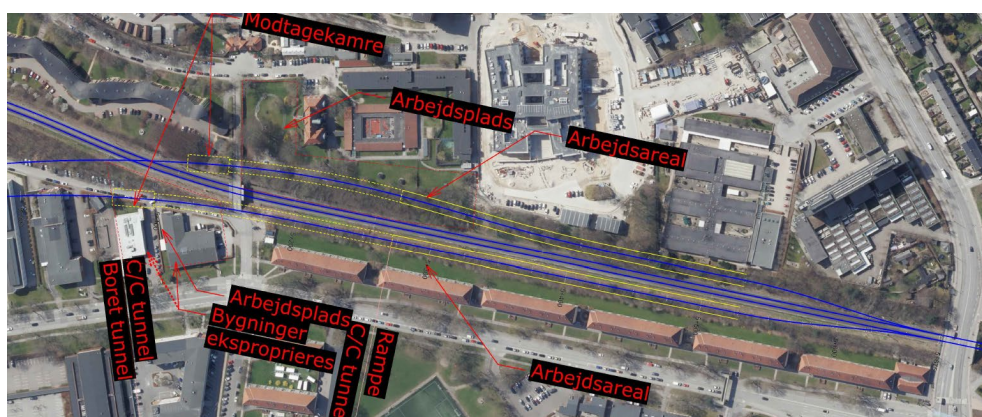 Modtagekamre
Arbejdsplads
Arbejdsareal
C/C tunnel
Boret tunnel
Arbejdsplads
Bygninger
eksproprieres
Rampe
C/C tunnel
Arbejdsareal